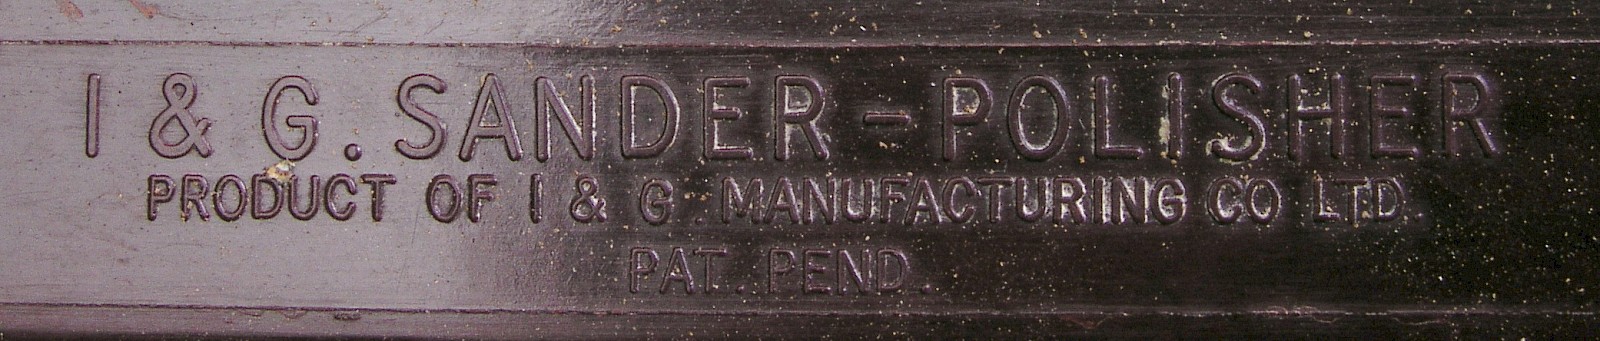 I & G. SANDER-POLISHER
PRODUCT OF I & G. MANUFACTURING CO LTD.
PAT. PEND.